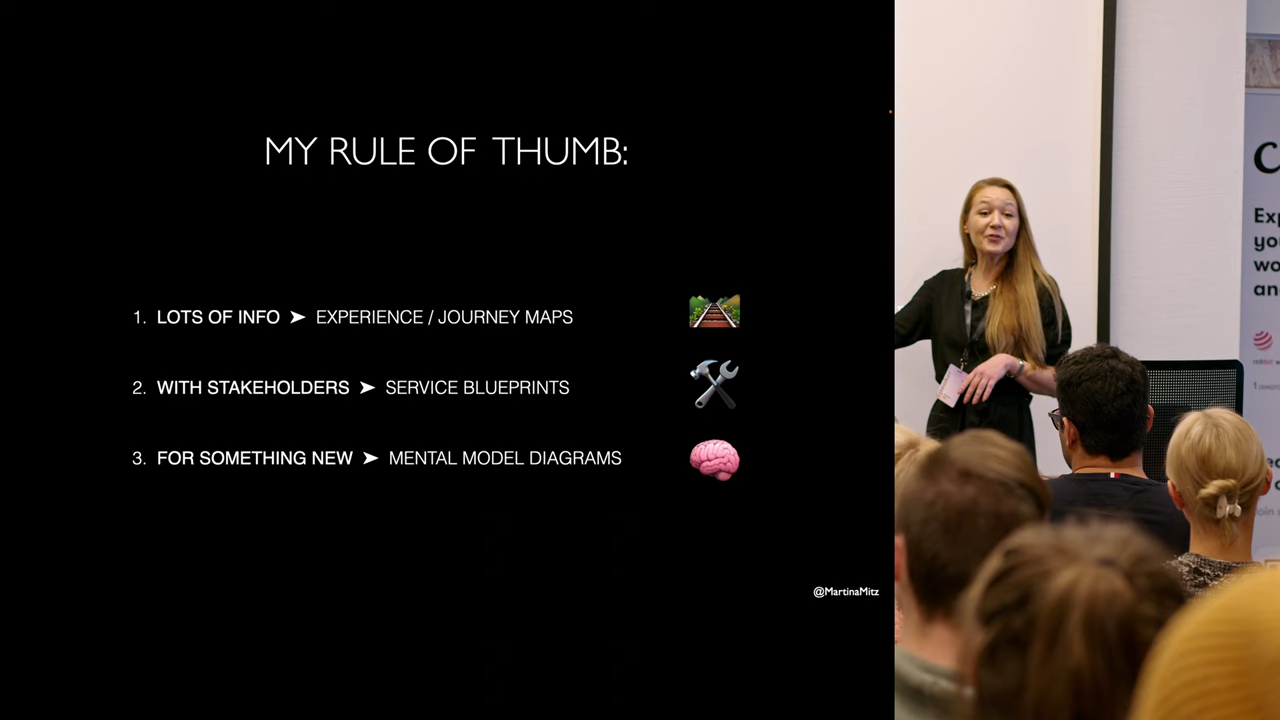 MY RULE OF THUMB:
1. LOTS OF INFO ➤ EXPERIENCE / JOURNEY MAPS
2. WITH STAKEHOLDERS ➤ SERVICE BLUEPRINTS
3. FOR SOMETHING NEW ➤ MENTAL MODEL DIAGRAMS
@MartinaMitz